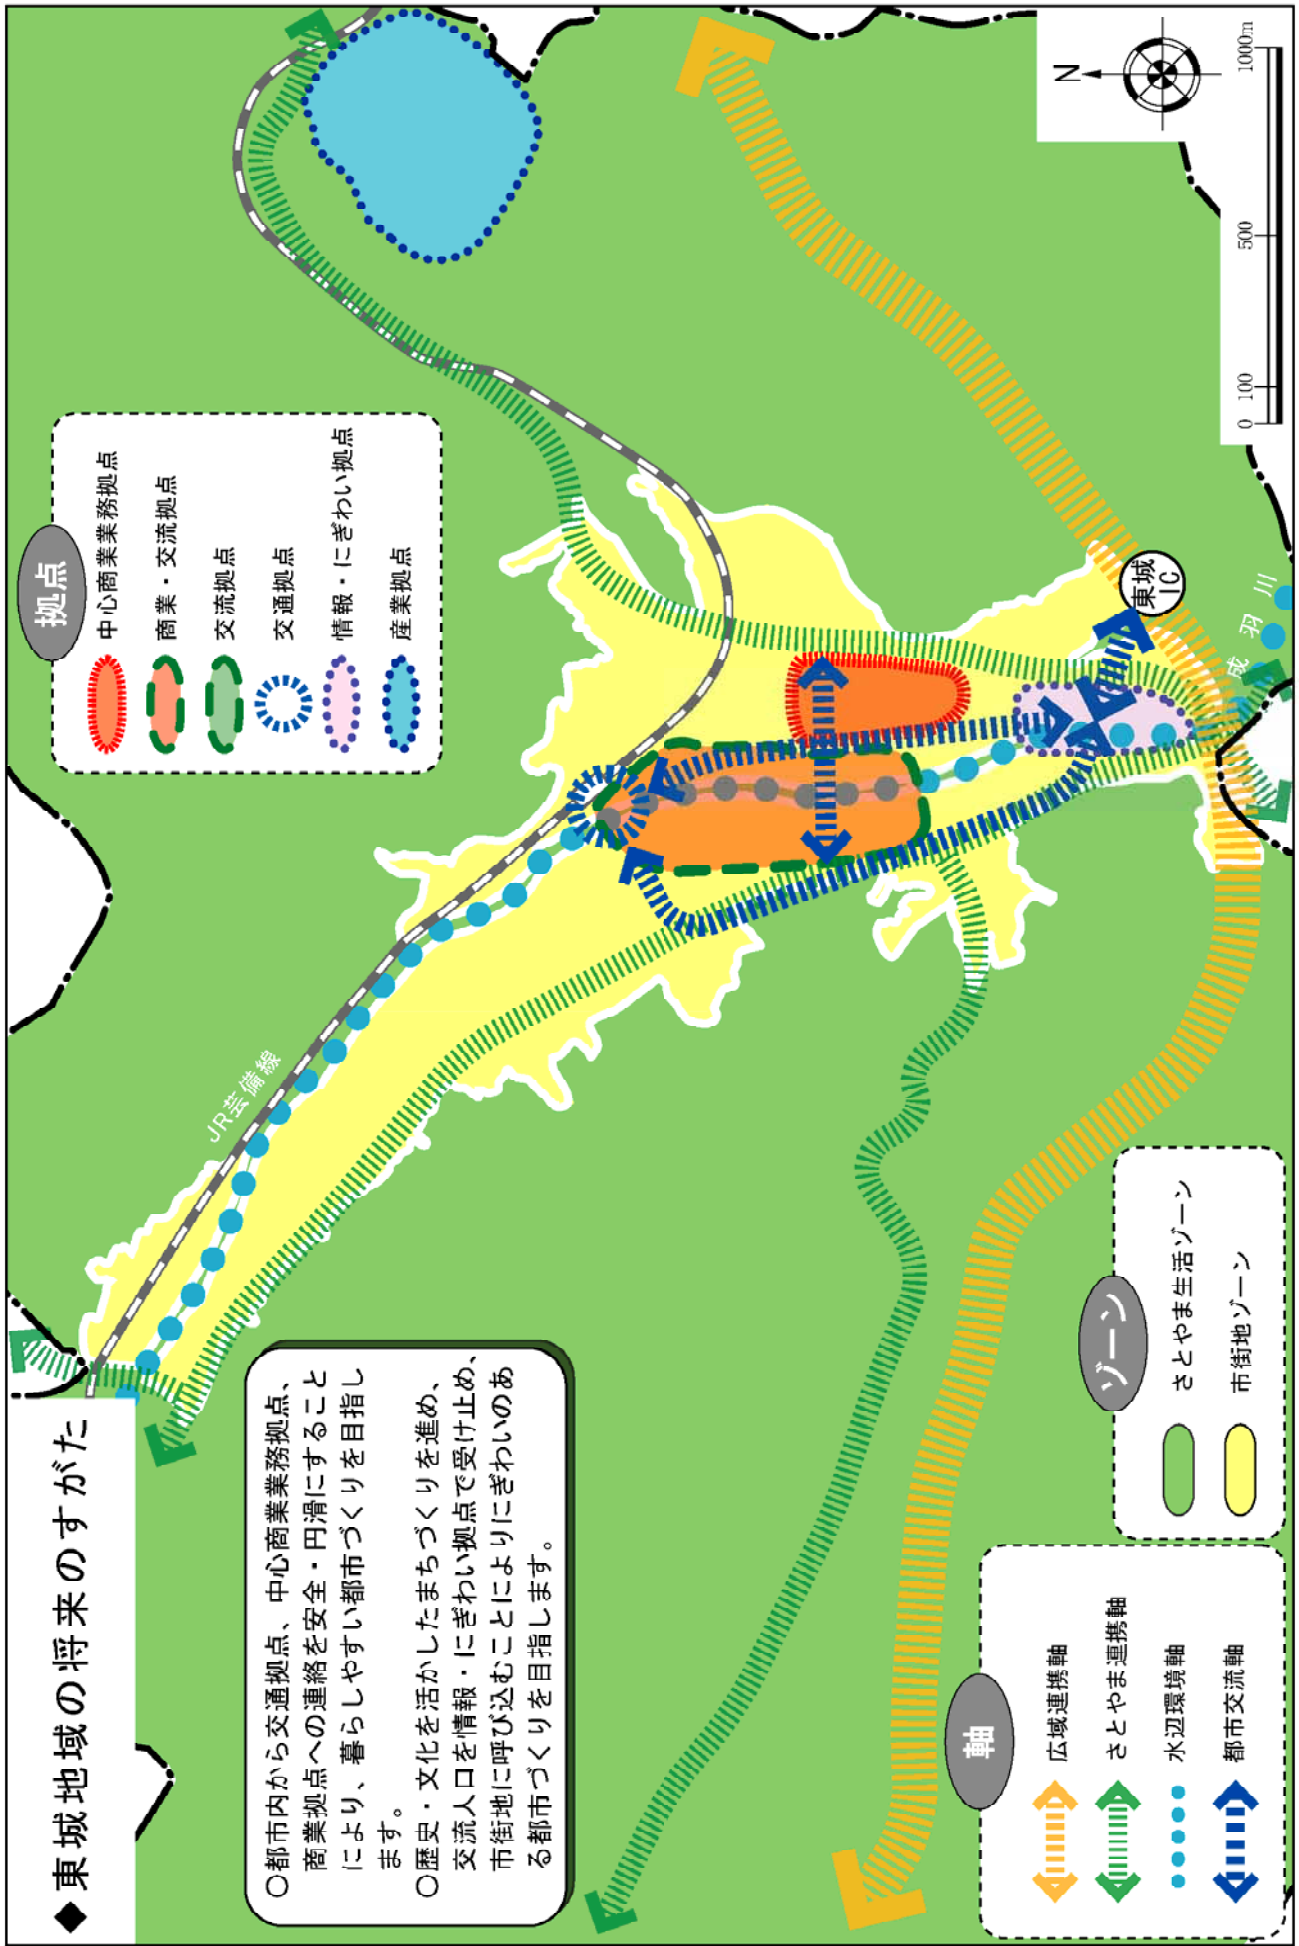 ◆東城地域の将来のすがた
○都市内から交通拠点、中心商業業務拠点、
商業拠点への連絡を安全・円滑にすること
により、暮らしやすい都市づくりを目指し
ます。
○歴史・文化を活かしたまちづくりを進め、
交流人口を情報・にぎわい拠点で受け止め、
市街地に呼び込むことによりにぎわいのあ
る都市づくりを目指します。
JR芸備線
拠点
中心商業業務拠点
商業・交流拠点
交流拠点
交通拠点
情報・にぎわい拠点
産業拠点
東城
IC
成羽川
軸
広域連携軸
さとやま連携軸
水辺環境軸
都市交流軸
ゾーン
さとやま生活ゾーン
市街地ゾーン
N
0 100 500 1000m